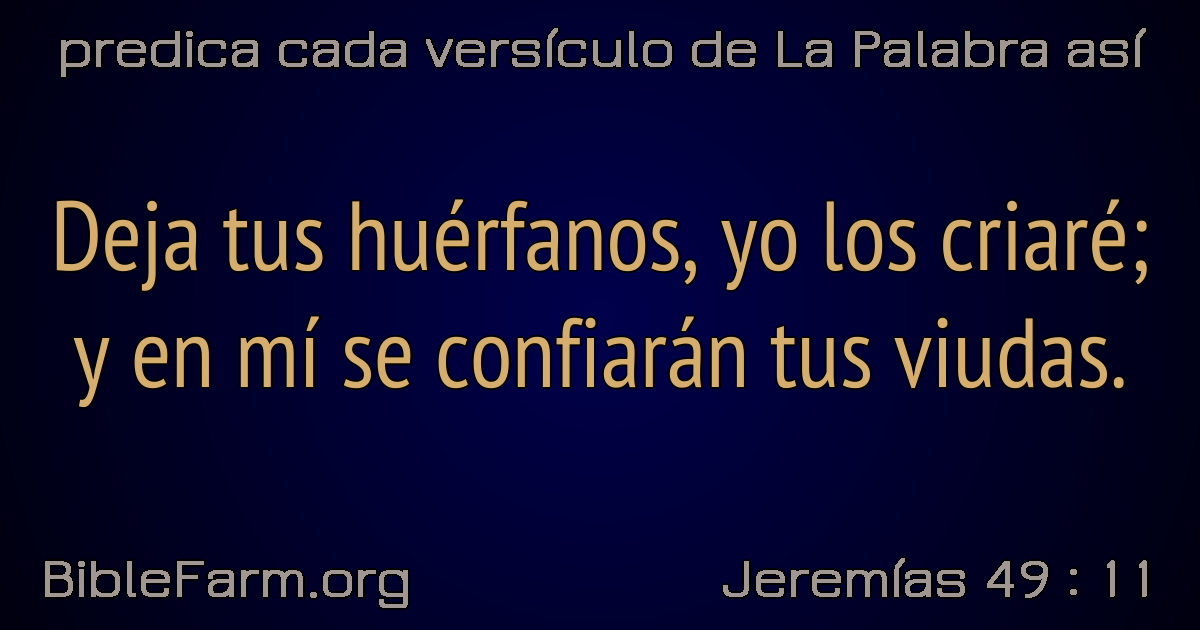 predica cada versículo de La Palabra así
Deja tus huérfanos, yo los criaré;
y en mí se confiarán tus viudas.
BibleFarm.org
Jeremías 49 : 11